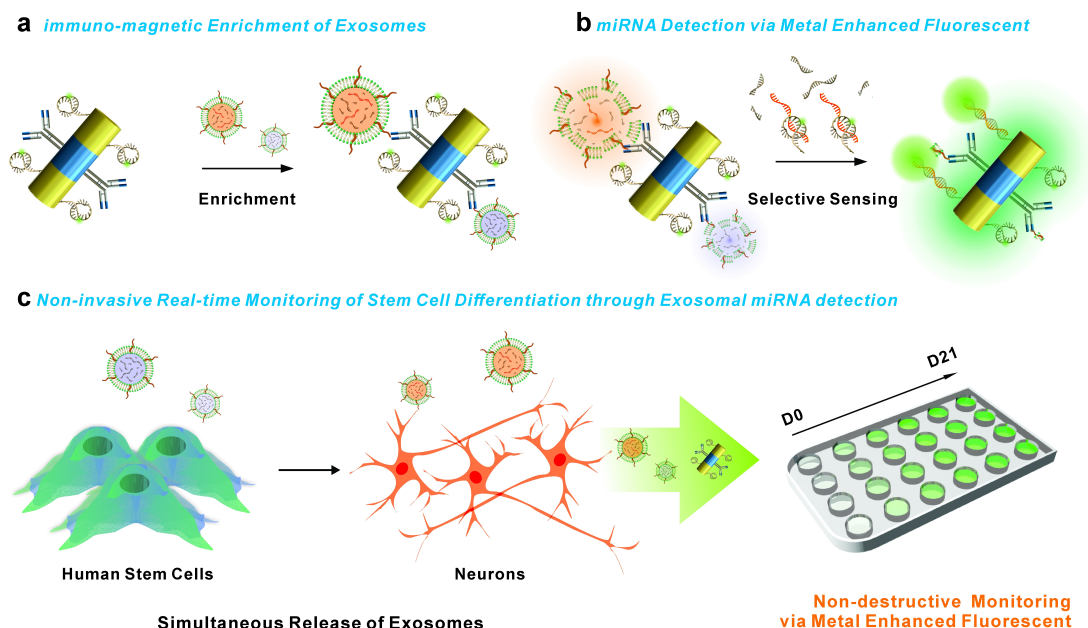 a immuno-magnetic Enrichment of Exosomes
b miRNA Detection via Metal Enhanced Fluorescent
Enrichment
Selective Sensing
c Non-invasive Real-time Monitoring of Stem Cell Differentiation through Exosomal miRNA detection
D0
D21
Human Stem Cells
Neurons
Simultaneous Release of Exosomes
Non-destructive Monitoring
via Metal Enhanced Fluorescent